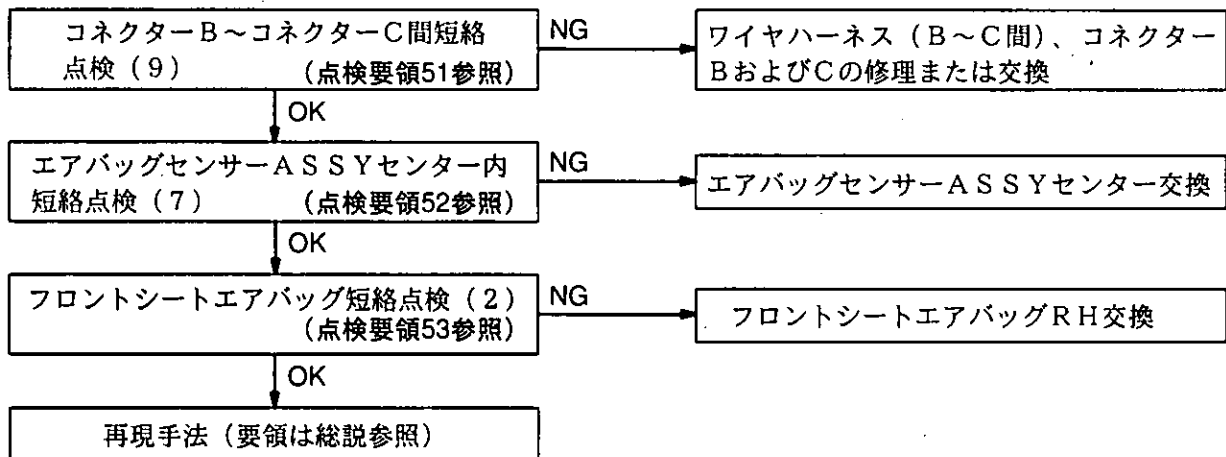 コネクターB～コネクターC間短絡
点検（9）　（点検要領51参照）
NG
ワイヤハーネス（B～C間）、コネクター
BおよびCの修理または交換
OK
エアバッグセンサーASSYセンター内
短絡点検（7）　（点検要領52参照）
NG
エアバッグセンサーASSYセンター交換
OK
フロントシートエアバッグ短絡点検（2）
（点検要領53参照）
NG
フロントシートエアバッグRH交換
OK
再現手法（要領は総説参照）